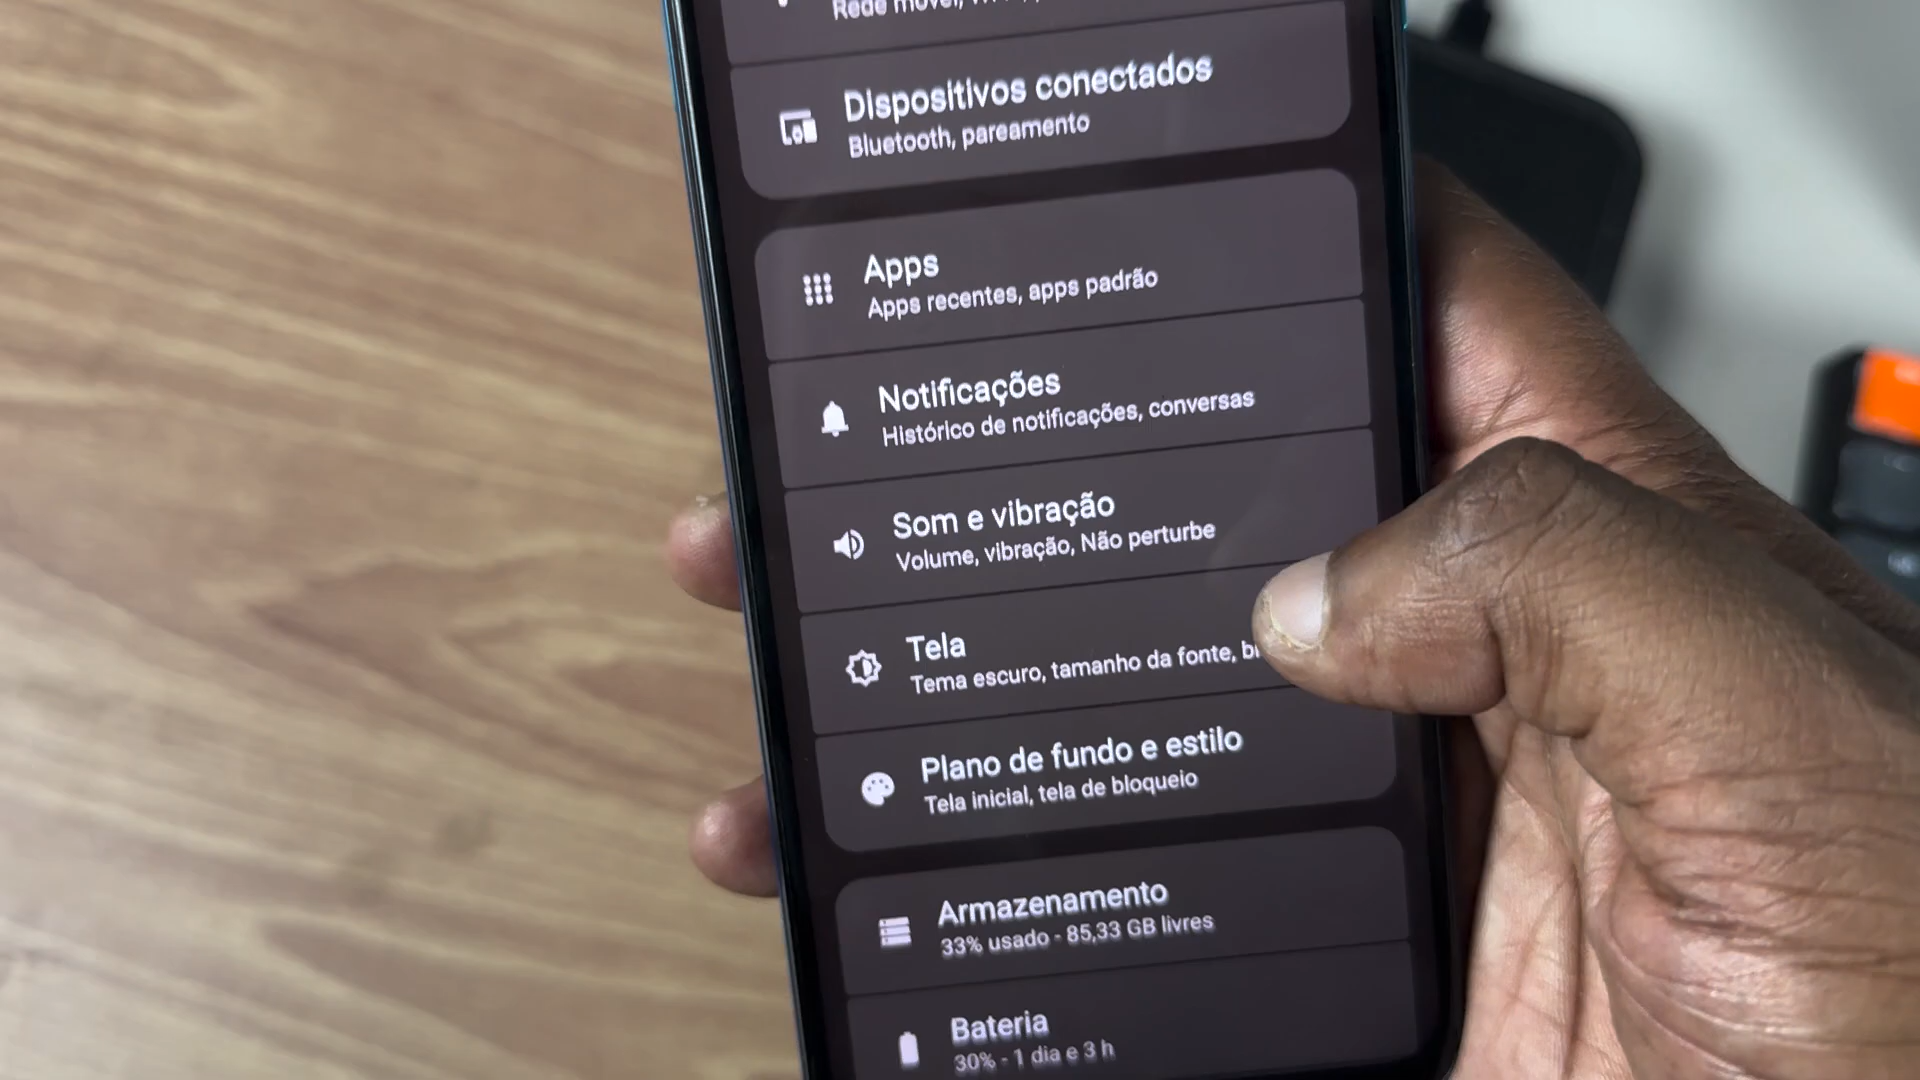 Rede móvel,
Dispositivos conectados
Bluetooth, pareamento
Apps
Apps recentes, apps padrão
Notificações
Histórico de notificações, conversas
Som e vibração
Volume, vibração, Não perturbe
Tela
Tema escuro, tamanho da fonte,
Plano de fundo e estilo
Tela inicial, tela de bloqueio
Armazenamento
33% usado - 85,33 GB livres
Bateria
30% - 1 dia e 3 h